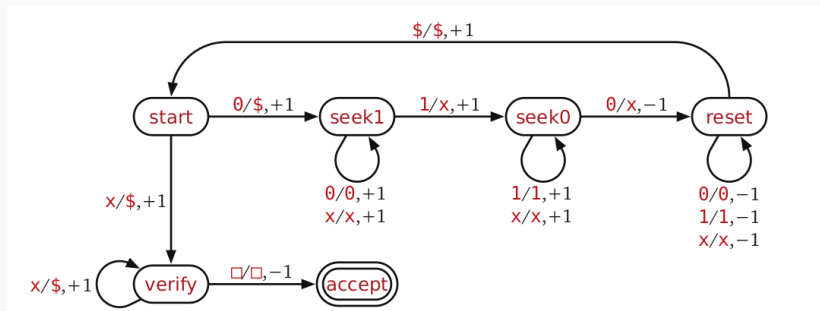 $/$,+1
start
0/$,+1
seek1
1/x,+1
seek0
0/x,−1
reset
0/0,+1
x/x,+1
1/1,+1
x/x,+1
0/0,−1
1/1,−1
x/x,−1
x/$,+1
x/$,+1
verify
□/□,−1
accept